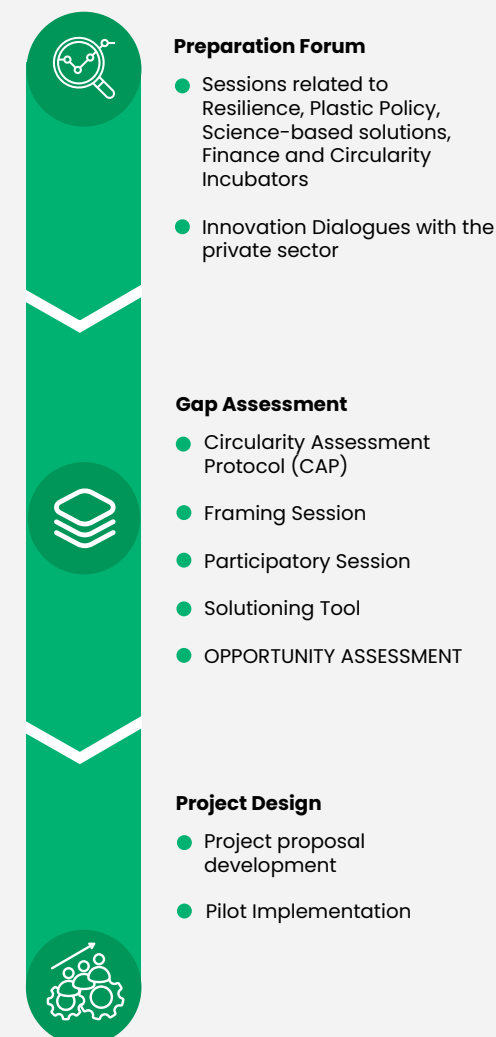 Preparation Forum
Sessions related to
Resilience, Plastic Policy,
Science-based solutions,
Finance and Circularity
Incubators
Innovation Dialogues with the
private sector
Gap Assessment
Circularity Assessment
Protocol (CAP)
Framing Session
Participatory Session
Solutioning Tool
OPPORTUNITY ASSESSMENT
Project Design
Project proposal
development
Pilot Implementation